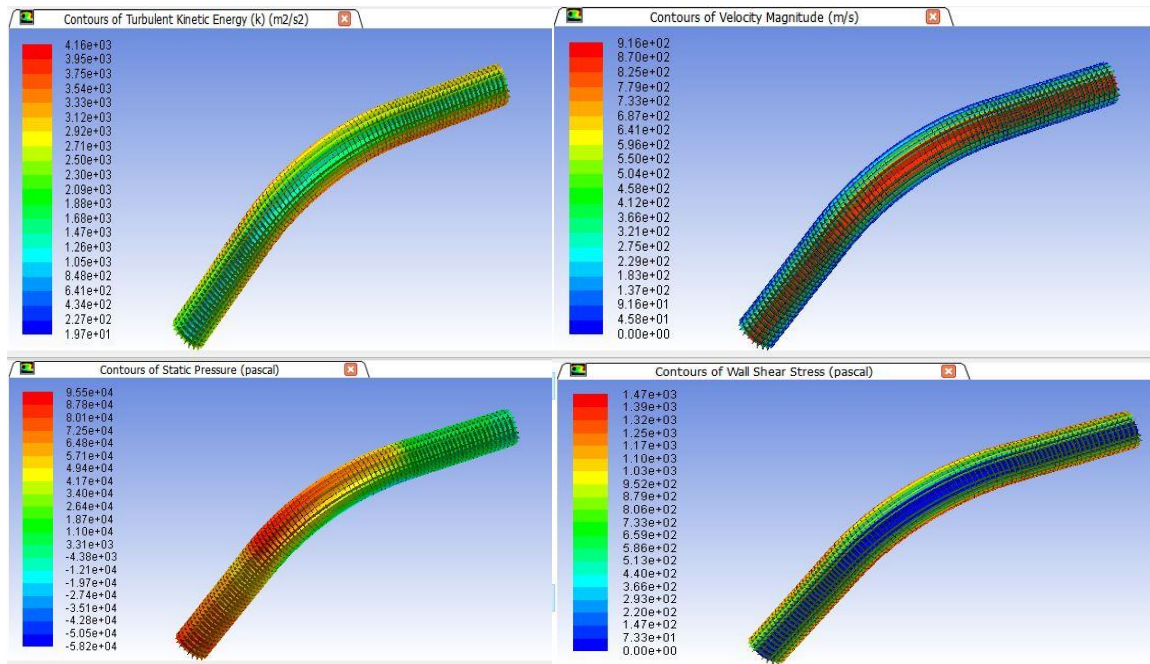 Contours of Turbulent Kinetic Energy (k) (m2/s2)
4.16e+03
3.95e+03
3.75e+03
3.54e+03
3.33e+03
3.12e+03
2.92e+03
2.71e+03
2.50e+03
2.30e+03
2.09e+03
1.88e+03
1.68e+03
1.47e+03
1.26e+03
1.05e+03
8.48e+02
6.41e+02
4.34e+02
2.27e+02
1.97e+01
Contours of Velocity Magnitude (m/s)
9.16e+02
8.70e+02
8.25e+02
7.79e+02
7.33e+02
6.87e+02
6.41e+02
5.96e+02
5.50e+02
5.04e+02
4.58e+02
4.12e+02
3.66e+02
3.21e+02
2.75e+02
2.29e+02
1.83e+02
1.37e+02
9.16e+01
4.58e+01
0.00e+00
Contours of Static Pressure (pascal)
9.55e+04
8.78e+04
8.01e+04
7.25e+04
6.48e+04
5.71e+04
4.94e+04
4.17e+04
3.40e+04
2.64e+04
1.87e+04
1.10e+04
3.31e+03
-4.38e+03
-1.21e+04
-1.97e+04
-2.74e+04
-3.51e+04
-4.28e+04
-5.05e+04
-5.82e+04
Contours of Wall Shear Stress (pascal)
1.47e+03
1.39e+03
1.32e+03
1.25e+03
1.17e+03
1.10e+03
1.03e+03
9.52e+02
8.79e+02
8.06e+02
7.33e+02
6.59e+02
5.86e+02
5.13e+02
4.40e+02
3.66e+02
2.93e+02
2.20e+02
1.47e+02
7.33e+01
0.00e+00